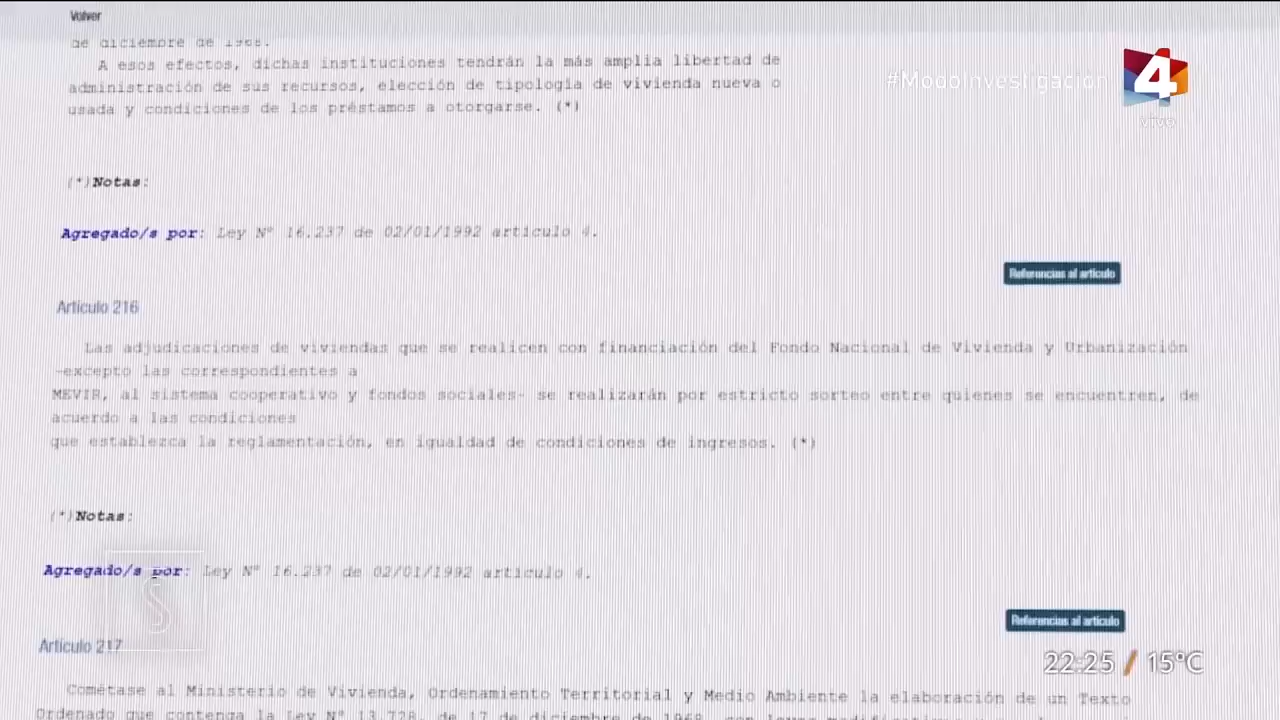 Volver
de diciembre de 1968.
A esos efectos, dichas instituciones tendrán la más amplia libertad de
administración de sus recursos, elección de tipología de vivienda nueva o
usada y condiciones de los préstamos a otorgarse. (*)
#ModoInvestigación
4
vivo
(*)Notas:
Agregado/s por: Ley Nº 16.237 de 02/01/1992 artículo 4.
Referencias al artículo
Artículo 216
Las adjudicaciones de viviendas que se realicen con financiación del Fondo Nacional de Vivienda y Urbanización
-excepto las correspondientes a
MEVIR, al sistema cooperativo y fondos sociales- se realizarán por estricto sorteo entre quienes se encuentren, de
acuerdo a las condiciones
que establezca la reglamentación, en igualdad de condiciones de ingresos. (*)
(*)Notas:
Agregado/s por: Ley Nº 16.237 de 02/01/1992 artículo 4.
S
Referencias al artículo
Artículo 217
22:25 / 15°C
Cométase al Ministerio de Vivienda, Ordenamiento Territorial y Medio Ambiente la elaboración de un Texto
Ordenado que contenga la Ley Nº 13.728, de 17 de diciembre de 1968,